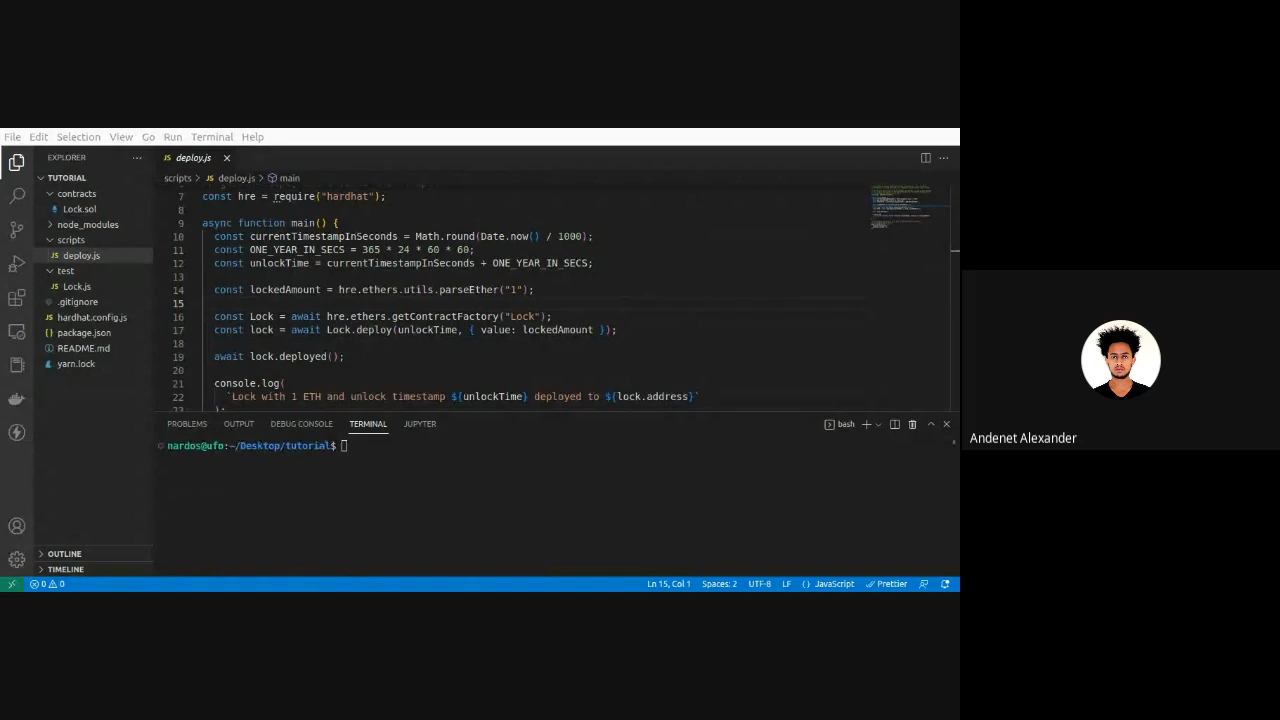 File Edit Selection View Go Run Terminal Help
EXPLORER
TUTORIAL
contracts
Lock.sol
node_modules
scripts
deploy.js
test
Lock.js
.gitignore
hardhat.config.js
package.json
README.md
yarn.lock
OUTLINE
TIMELINE
JS deploy.js
scripts > JS deploy.js > main
7 const hre = require("hardhat");
8
9 async function main() {
10 const currentTimestampInSeconds = Math.round(Date.now() / 1000);
11 const ONE_YEAR_IN_SECS = 365 * 24 * 60 * 60;
12 const unlockTime = currentTimestampInSeconds + ONE_YEAR_IN_SECS;
13
14 const lockedAmount = hre.ethers.utils.parseEther("1");
15
16 const Lock = await hre.ethers.getContractFactory("Lock");
17 const lock = await Lock.deploy(unlockTime, { value: lockedAmount });
18
19 await lock.deployed();
20
21 console.log(
22 `Lock with 1 ETH and unlock timestamp ${unlockTime} deployed to ${lock.address}`
23 );
PROBLEMS OUTPUT DEBUG CONSOLE TERMINAL JUPYTER
bash
nardos@ufo:~/Desktop/tutorial$
0 0 Ln 15, Col 1 Spaces: 2 UTF-8 LF {} JavaScript Prettier
Andenet Alexander